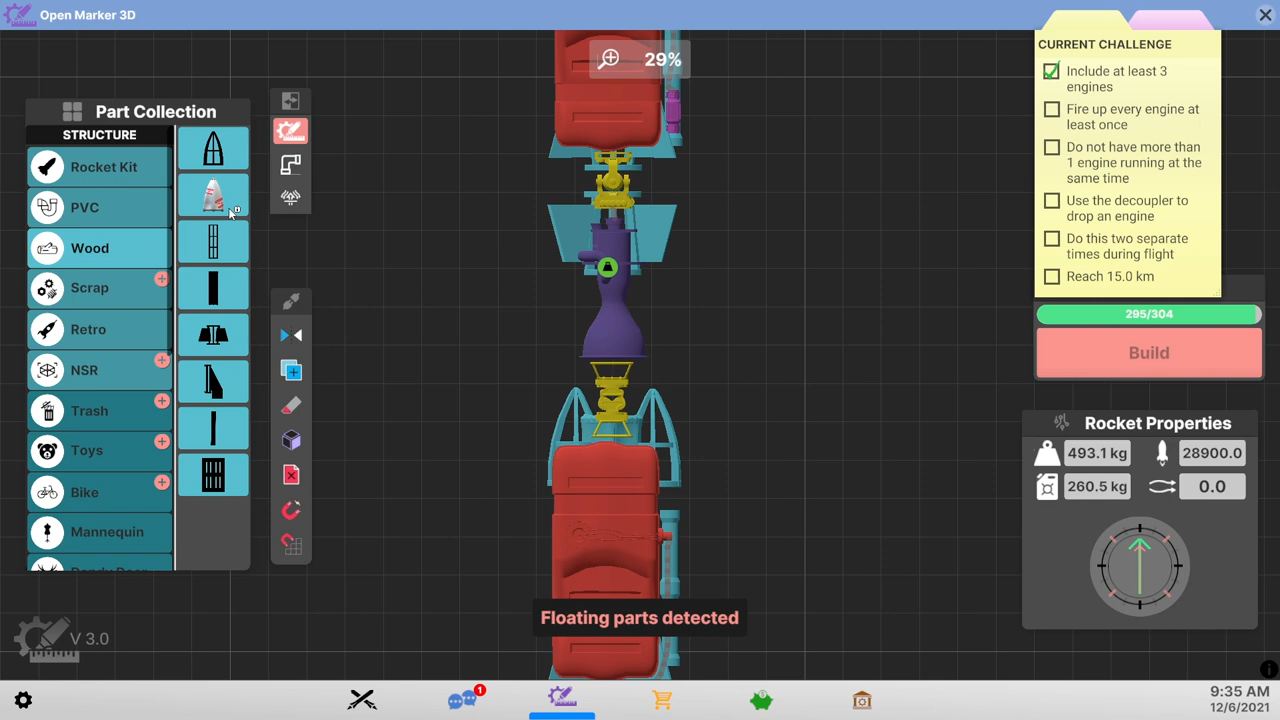 Open Marker 3D
29%
Part Collection
STRUCTURE
Rocket Kit
PVC
Wood
Scrap
Retro
NSR
Trash
Toys
Bike
Mannequin
V 3.0
Floating parts detected
CURRENT CHALLENGE
Include at least 3
engines
Fire up every engine at
least once
Do not have more than
1 engine running at the
same time
Use the decoupler to
drop an engine
Do this two separate
times during flight
Reach 15.0 km
295/304
Build
Rocket Properties
493.1 kg
28900.0
260.5 kg
0.0
1
9:35 AM
12/6/2021